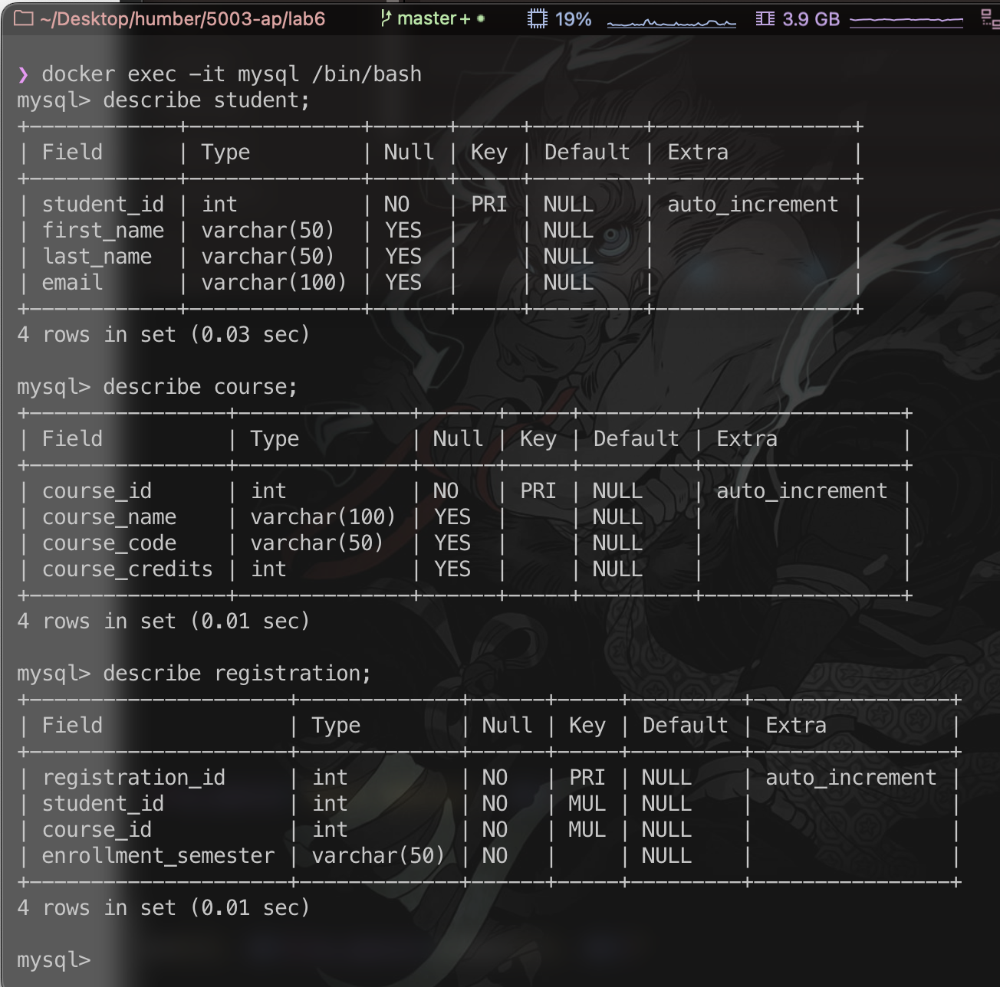 ~/Desktop/humber/5003-ap/lab6 master+ 19% 3.9 GB
❯ docker exec -it mysql /bin/bash
mysql> describe student;
+------------+--------------+------+-----+---------+----------------+
| Field      | Type         | Null | Key | Default | Extra          |
+------------+--------------+------+-----+---------+----------------+
| student_id | int          | NO   | PRI | NULL    | auto_increment |
| first_name | varchar(50)  | YES  |     | NULL    |                |
| last_name  | varchar(50)  | YES  |     | NULL    |                |
| email      | varchar(100) | YES  |     | NULL    |                |
+------------+--------------+------+-----+---------+----------------+
4 rows in set (0.03 sec)
mysql> describe course;
+----------------+--------------+------+-----+---------+----------------+
| Field          | Type         | Null | Key | Default | Extra          |
+----------------+--------------+------+-----+---------+----------------+
| course_id      | int          | NO   | PRI | NULL    | auto_increment |
| course_name    | varchar(100) | YES  |     | NULL    |                |
| course_code    | varchar(50)  | YES  |     | NULL    |                |
| course_credits | int          | YES  |     | NULL    |                |
+----------------+--------------+------+-----+---------+----------------+
4 rows in set (0.01 sec)
mysql> describe registration;
+---------------------+-------------+------+-----+---------+----------------+
| Field               | Type        | Null | Key | Default | Extra          |
+---------------------+-------------+------+-----+---------+----------------+
| registration_id     | int         | NO   | PRI | NULL    | auto_increment |
| student_id          | int         | NO   | MUL | NULL    |                |
| course_id           | int         | NO   | MUL | NULL    |                |
| enrollment_semester | varchar(50) | NO   |     | NULL    |                |
+---------------------+-------------+------+-----+---------+----------------+
4 rows in set (0.01 sec)
mysql>